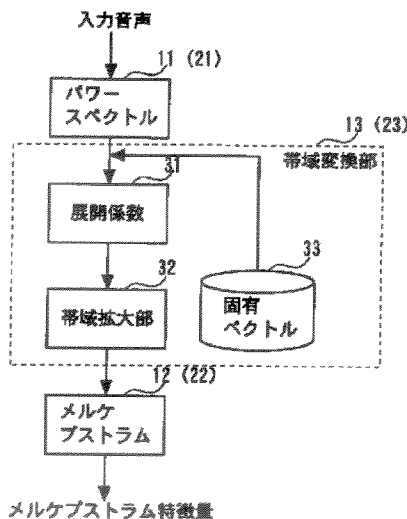 入力音声
11 (21)
パワー
スペクトル
13 (23)
帯域変換部
31
展開係数
33
固有
ベクトル
32
帯域拡大部
12 (22)
メルケ
プストラム
メルケプストラム特徴量